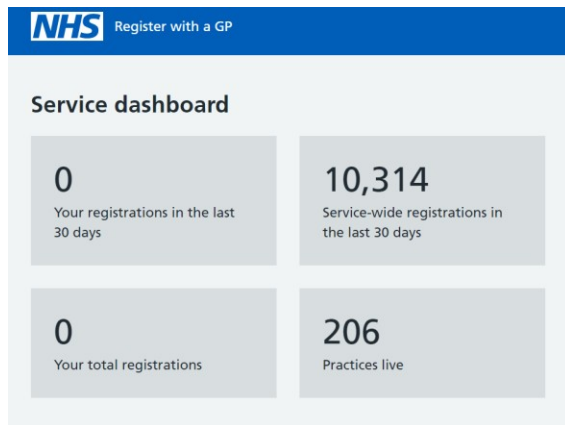 NHS Register with a GP
Service dashboard
0
Your registrations in the last
30 days
10,314
Service-wide registrations in
the last 30 days
0
Your total registrations
206
Practices live